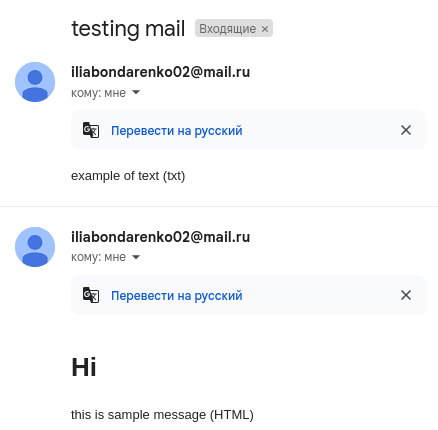 testing mail Входящие ×
iliabondarenko02@mail.ru
кому: мне
Перевести на русский
example of text (txt)
iliabondarenko02@mail.ru
кому: мне
Перевести на русский
Hi
this is sample message (HTML)